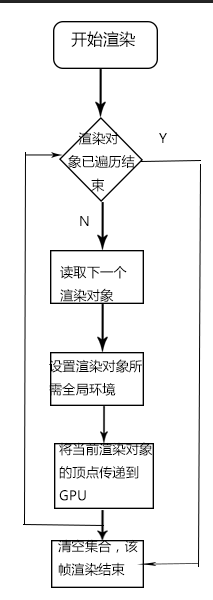 开始渲染
渲染对
象已遍历结
束
Y
N
读取下一个
渲染对象
设置渲染对象所
需全局环境
将当前渲染对象
的顶点传递到
GPU
清空集合，该
帧渲染结束